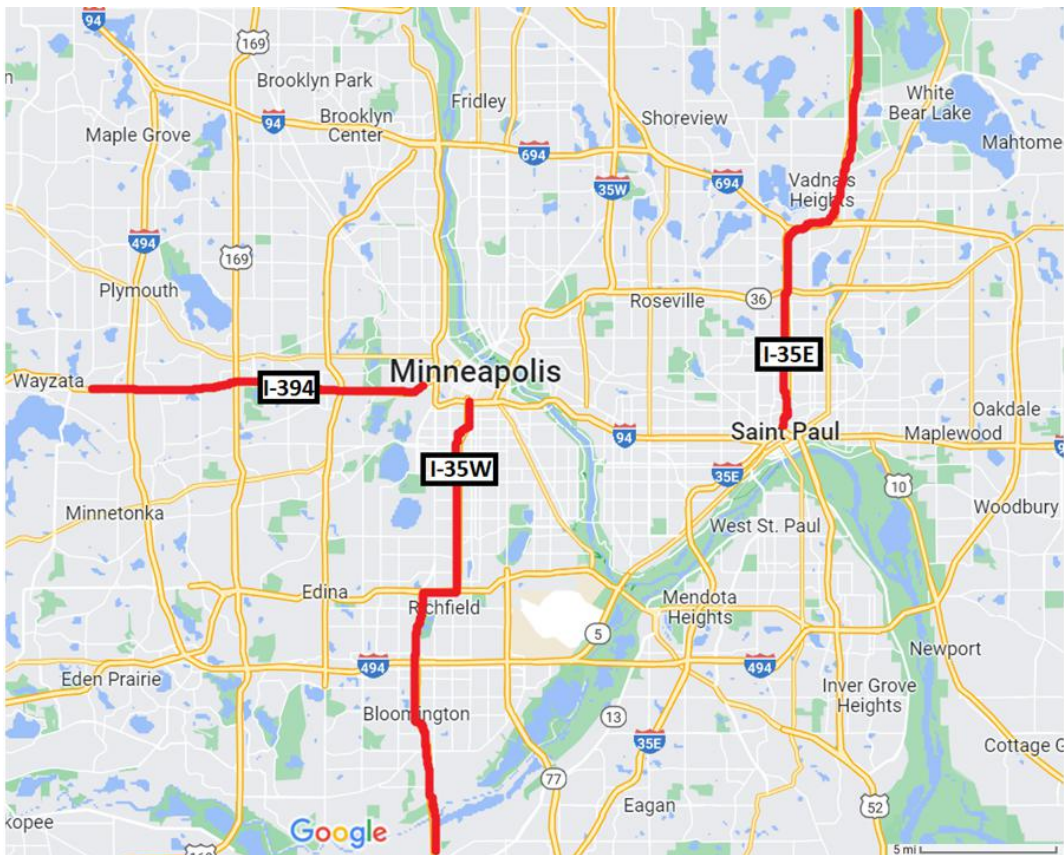 94
169
Brooklyn Park
Fridley
White
Bear Lake
Shoreview
Maple Grove
Brooklyn
Center
94
Mahtome
694
35W
694
Vadnais
Heights
494
169
Plymouth
36
Roseville
I-35E
Wayzata
I-394
Minneapolis
Oakdale
94
Saint Paul
Maplewood
I-35W
35E
10
Minnetonka
West St. Paul
Woodbury
Edina
Richfield
Mendota
Heights
5
494
494
Newport
Eden Prairie
Inver Grove
Heights
Bloomington
13
35E
Cottage G
77
Eagan
52
kopee
Google
5 mi